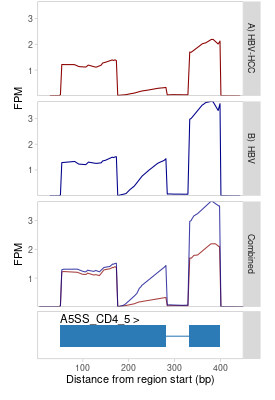 3
2
1
FPM
A) HBV-HCC
3
2
1
B) HBV
3
2
1
FPM
Combined
A5SS_CD4_5 >
100 200 300 400
Distance from region start (bp)